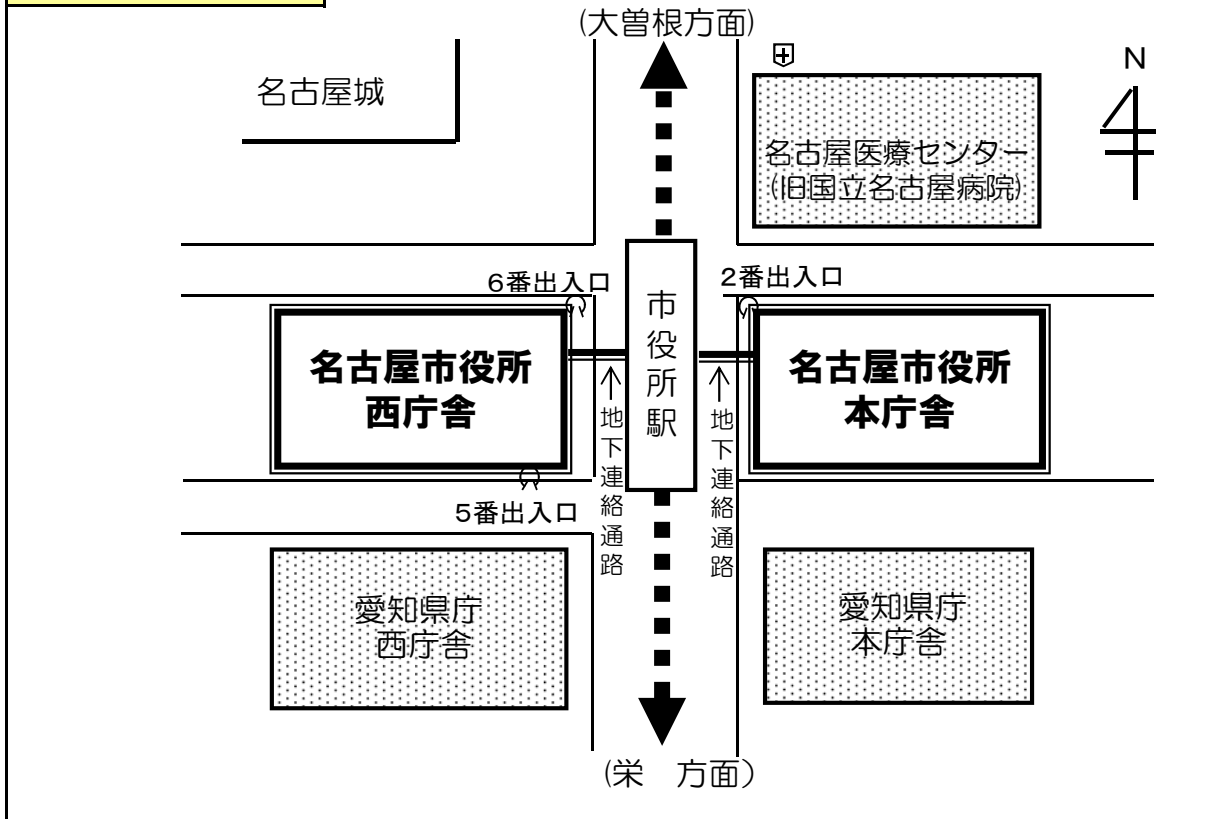 (大曽根方面)
N
名古屋城
名古屋医療センター
(旧国立名古屋病院)
6番出入口
2番出入口
市役所駅
名古屋市役所
西庁舎
名古屋市役所
本庁舎
地下連絡通路
地下連絡通路
5番出入口
愛知県庁
西庁舎
愛知県庁
本庁舎
(栄　方面)